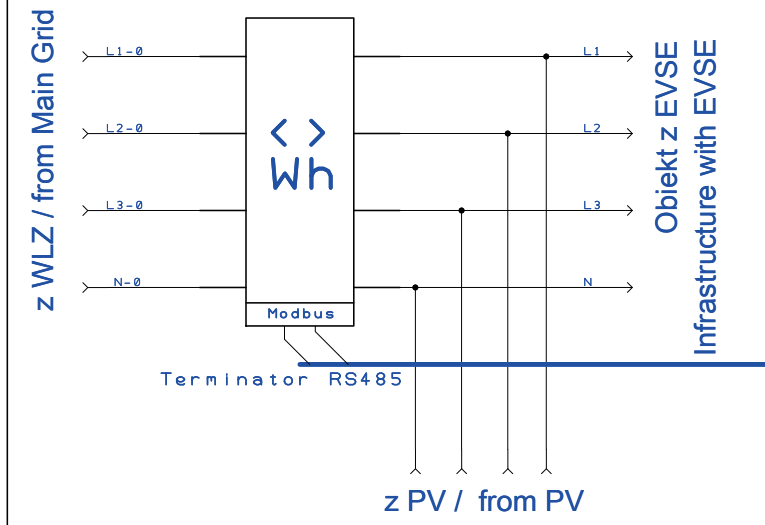 z WLZ / from Main Grid
L1-0
L2-0
L3-0
N-0
< >
Wh
Modbus
Terminator RS485
L1
L2
L3
N
Obiekt z EVSE
Infrastructure with EVSE
z PV / from PV